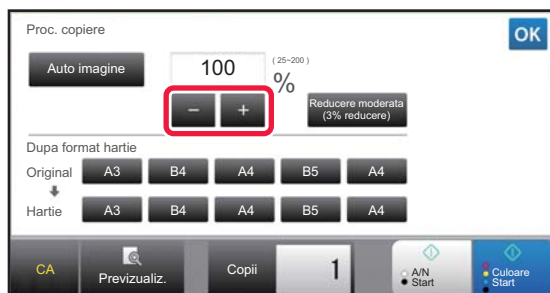 Proc. copiere
OK
Auto imagine
100
(25~200)
%
- +
Reducere moderata
(3% reducere)
Dupa format hartie
Original A3 B4 A4 B5 A4
Hartie A3 B4 A4 B5 A4
CA
Previzualiz.
Copii
1
A/N
Start
Culoare
Start